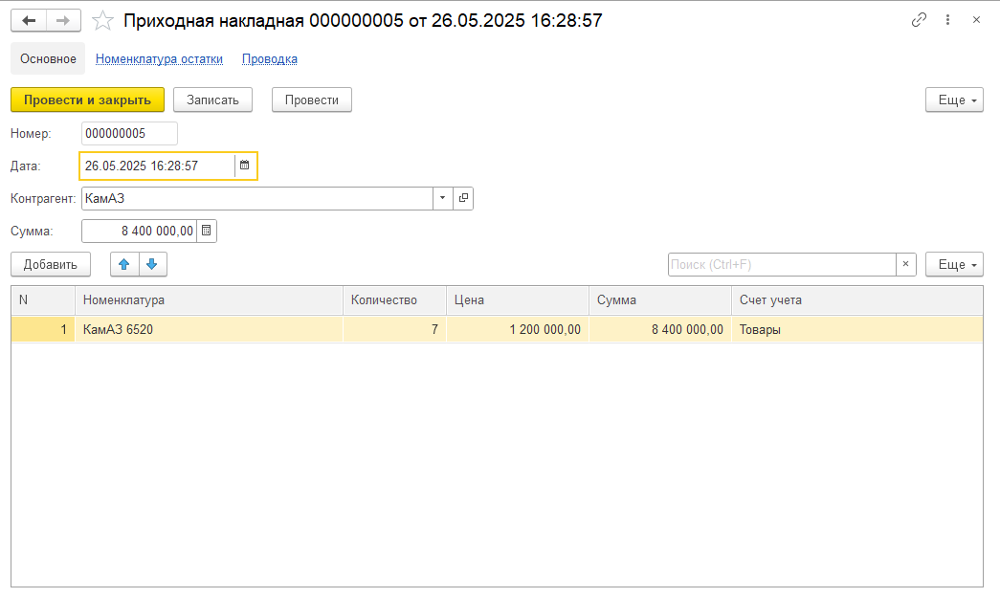 Приходная накладная 000000005 от 26.05.2025 16:28:57
Основное Номенклатура остатки Проводка
Провести и закрыть Записать Провести Еще
Номер: 000000005
Дата: 26.05.2025 16:28:57
Контрагент: КамАЗ
Сумма: 8 400 000,00
Добавить Поиск (Ctrl+F) × Еще
N Номенклатура Количество Цена Сумма Счет учета
1 КамАЗ 6520 7 1 200 000,00 8 400 000,00 Товары